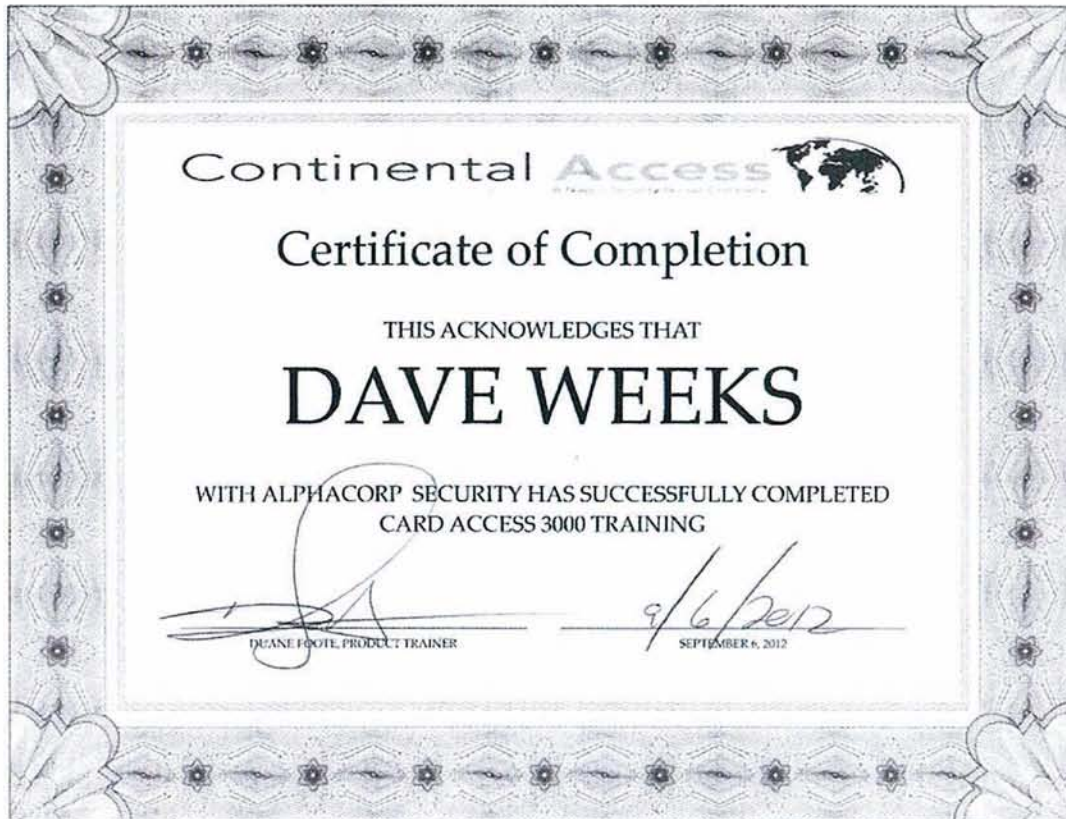 Continental Access
Certificate of Completion
THIS ACKNOWLEDGES THAT
DAVE WEEKS
WITH ALPHACORP SECURITY HAS SUCCESSFULLY COMPLETED
CARD ACCESS 3000 TRAINING
9/6/2012
DUANE FOOTE, PRODUCT TRAINER
SEPTEMBER 6, 2012